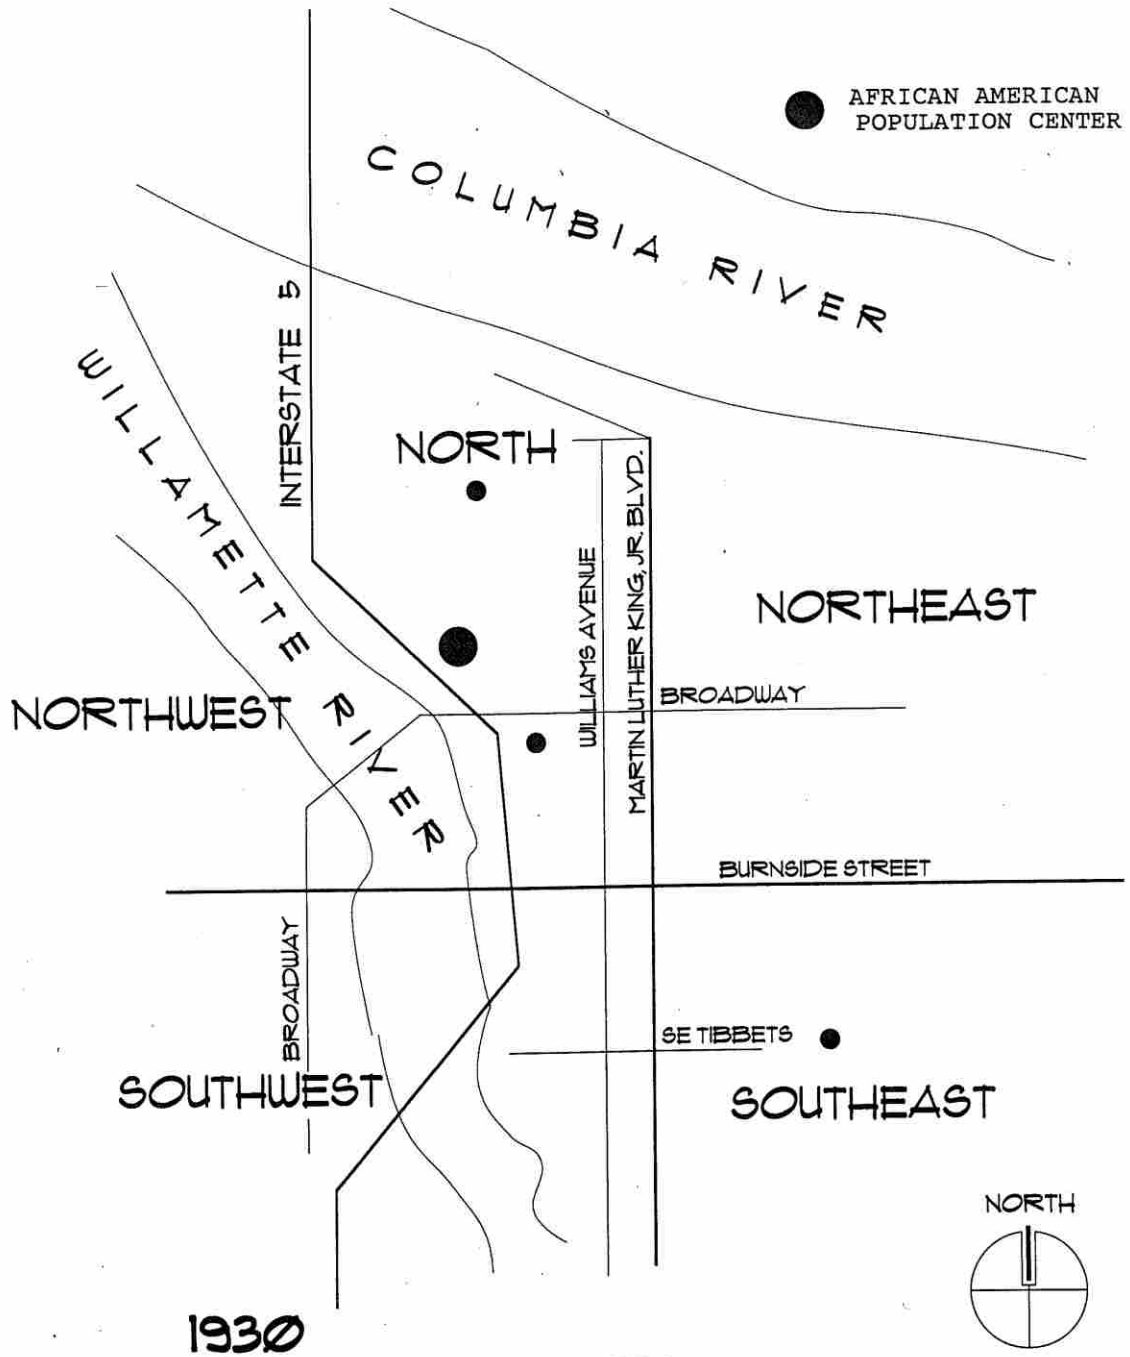 AFRICAN AMERICAN
POPULATION CENTER
COLUMBIA RIVER
INTERSTATE 5
WILLAMETTE RIVER
NORTH
WILLIAMS AVENUE
MARTIN LUTHER KING, JR. BLVD.
NORTHEAST
NORTHWEST
BROADWAY
BURNSIDE STREET
BROADWAY
SE TIBBETS
SOUTHWEST
SOUTHEAST
NORTH
1930